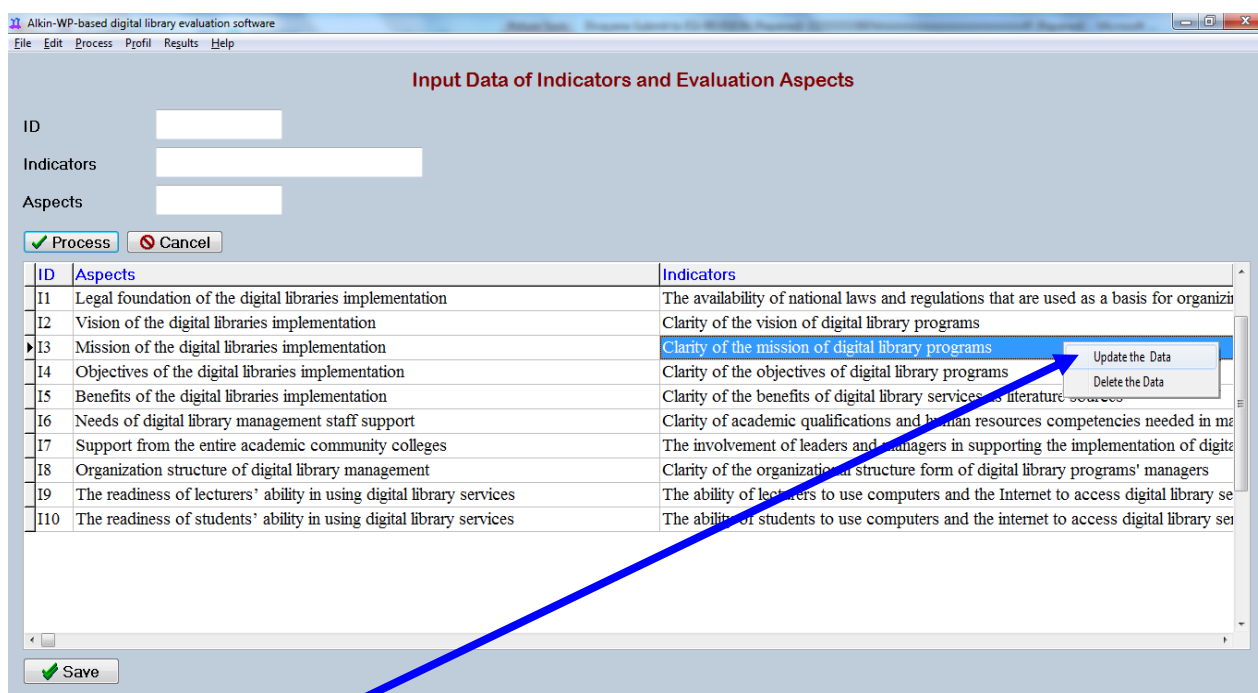 Alkin-WP-based digital library evaluation software
File Edit Process Profil Results Help
Input Data of Indicators and Evaluation Aspects
ID
Indicators
Aspects
Process Cancel
ID Aspects Indicators
I1 Legal foundation of the digital libraries implementation The availability of national laws and regulations that are used as a basis for organizin
I2 Vision of the digital libraries implementation Clarity of the vision of digital library programs
I3 Mission of the digital libraries implementation Clarity of the mission of digital library programs
Update the Data
I4 Objectives of the digital libraries implementation Clarity of the objectives of digital library programs
Delete the Data
I5 Benefits of the digital libraries implementation Clarity of the benefits of digital library services as literature sources
I6 Needs of digital library management staff support Clarity of academic qualifications and human resources competencies needed in ma
I7 Support from the entire academic community colleges The involvement of leaders and managers in supporting the implementation of digita
I8 Organization structure of digital library management Clarity of the organizational structure form of digital library programs' managers
I9 The readiness of lecturers’ ability in using digital library services The ability of lecturers to use computers and the Internet to access digital library se
I10 The readiness of students’ ability in using digital library services The ability of students to use computers and the internet to access digital library ser
Save